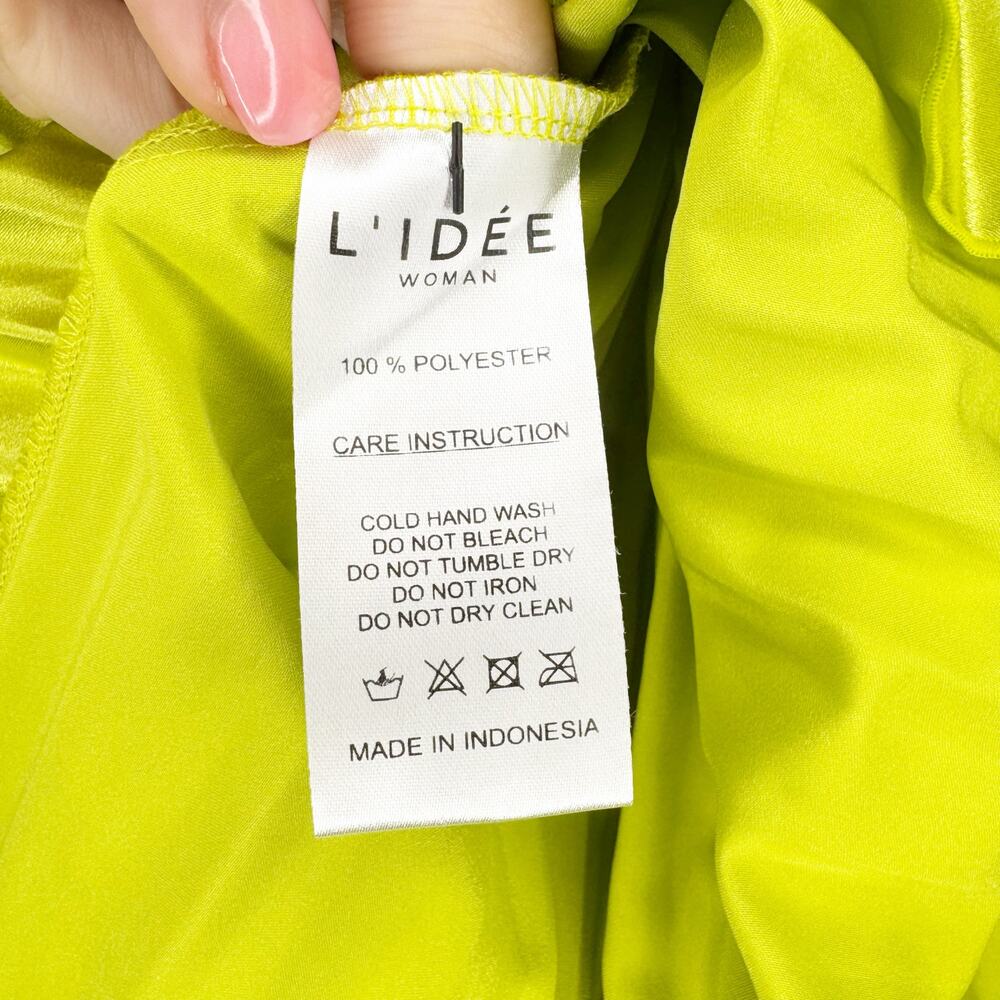 L'IDÉE
WOMAN
100 % POLYESTER
CARE INSTRUCTION
COLD HAND WASH
DO NOT BLEACH
DO NOT TUMBLE DRY
DO NOT IRON
DO NOT DRY CLEAN
MADE IN INDONESIA